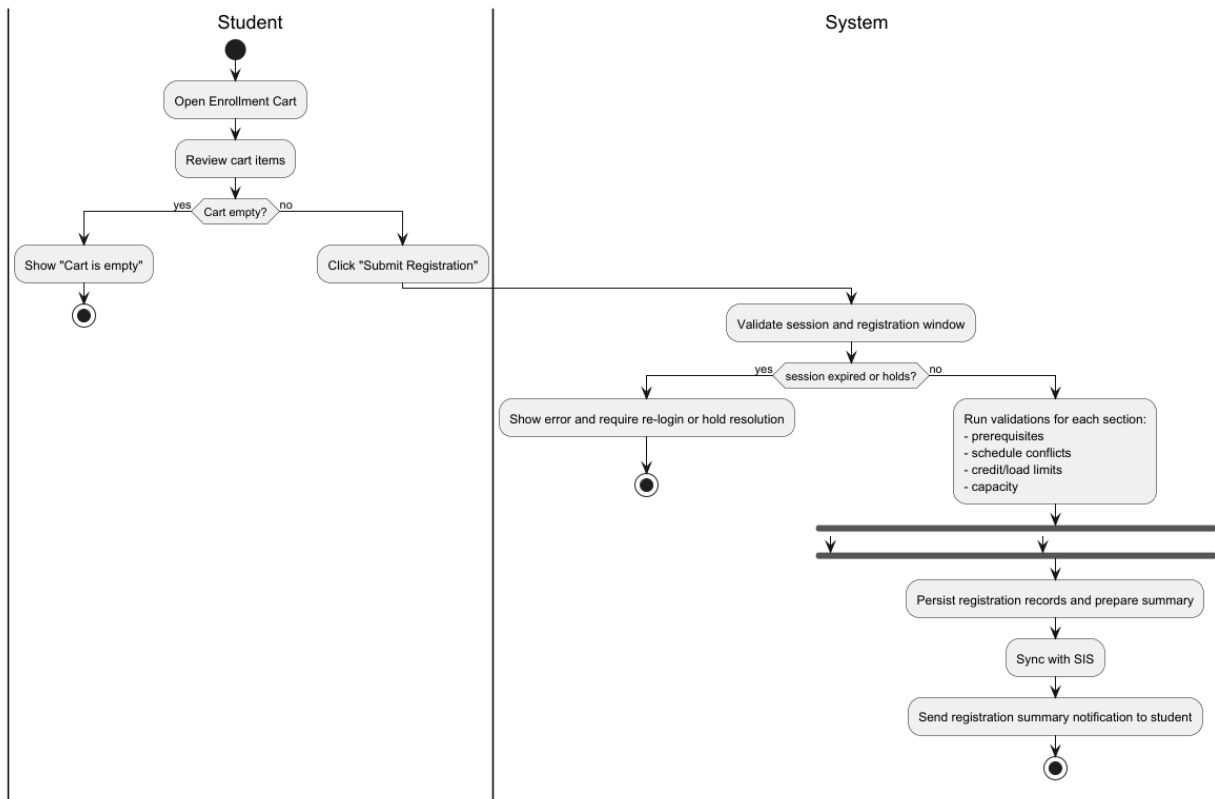 Student
System
Open Enrollment Cart
Review cart items
yes
Cart empty?
no
Show "Cart is empty"
Click "Submit Registration"
Validate session and registration window
yes
session expired or holds?
no
Show error and require re-login or hold resolution
Run validations for each section:
- prerequisites
- schedule conflicts
- credit/load limits
- capacity
Persist registration records and prepare summary
Sync with SIS
Send registration summary notification to student